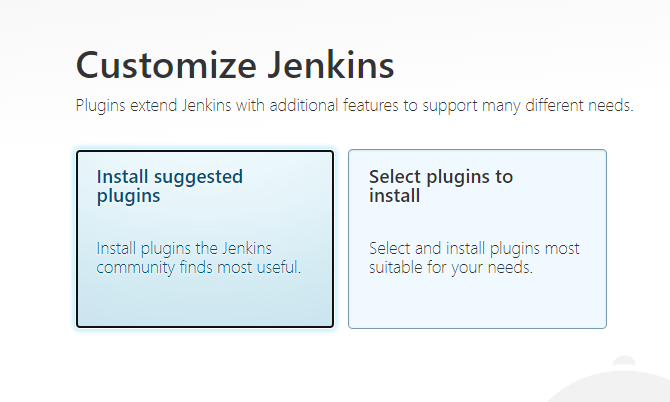 Customize Jenkins
Plugins extend Jenkins with additional features to support many different needs.
Install suggested
plugins
Install plugins the Jenkins
community finds most useful.
Select plugins to
install
Select and install plugins most
suitable for your needs.